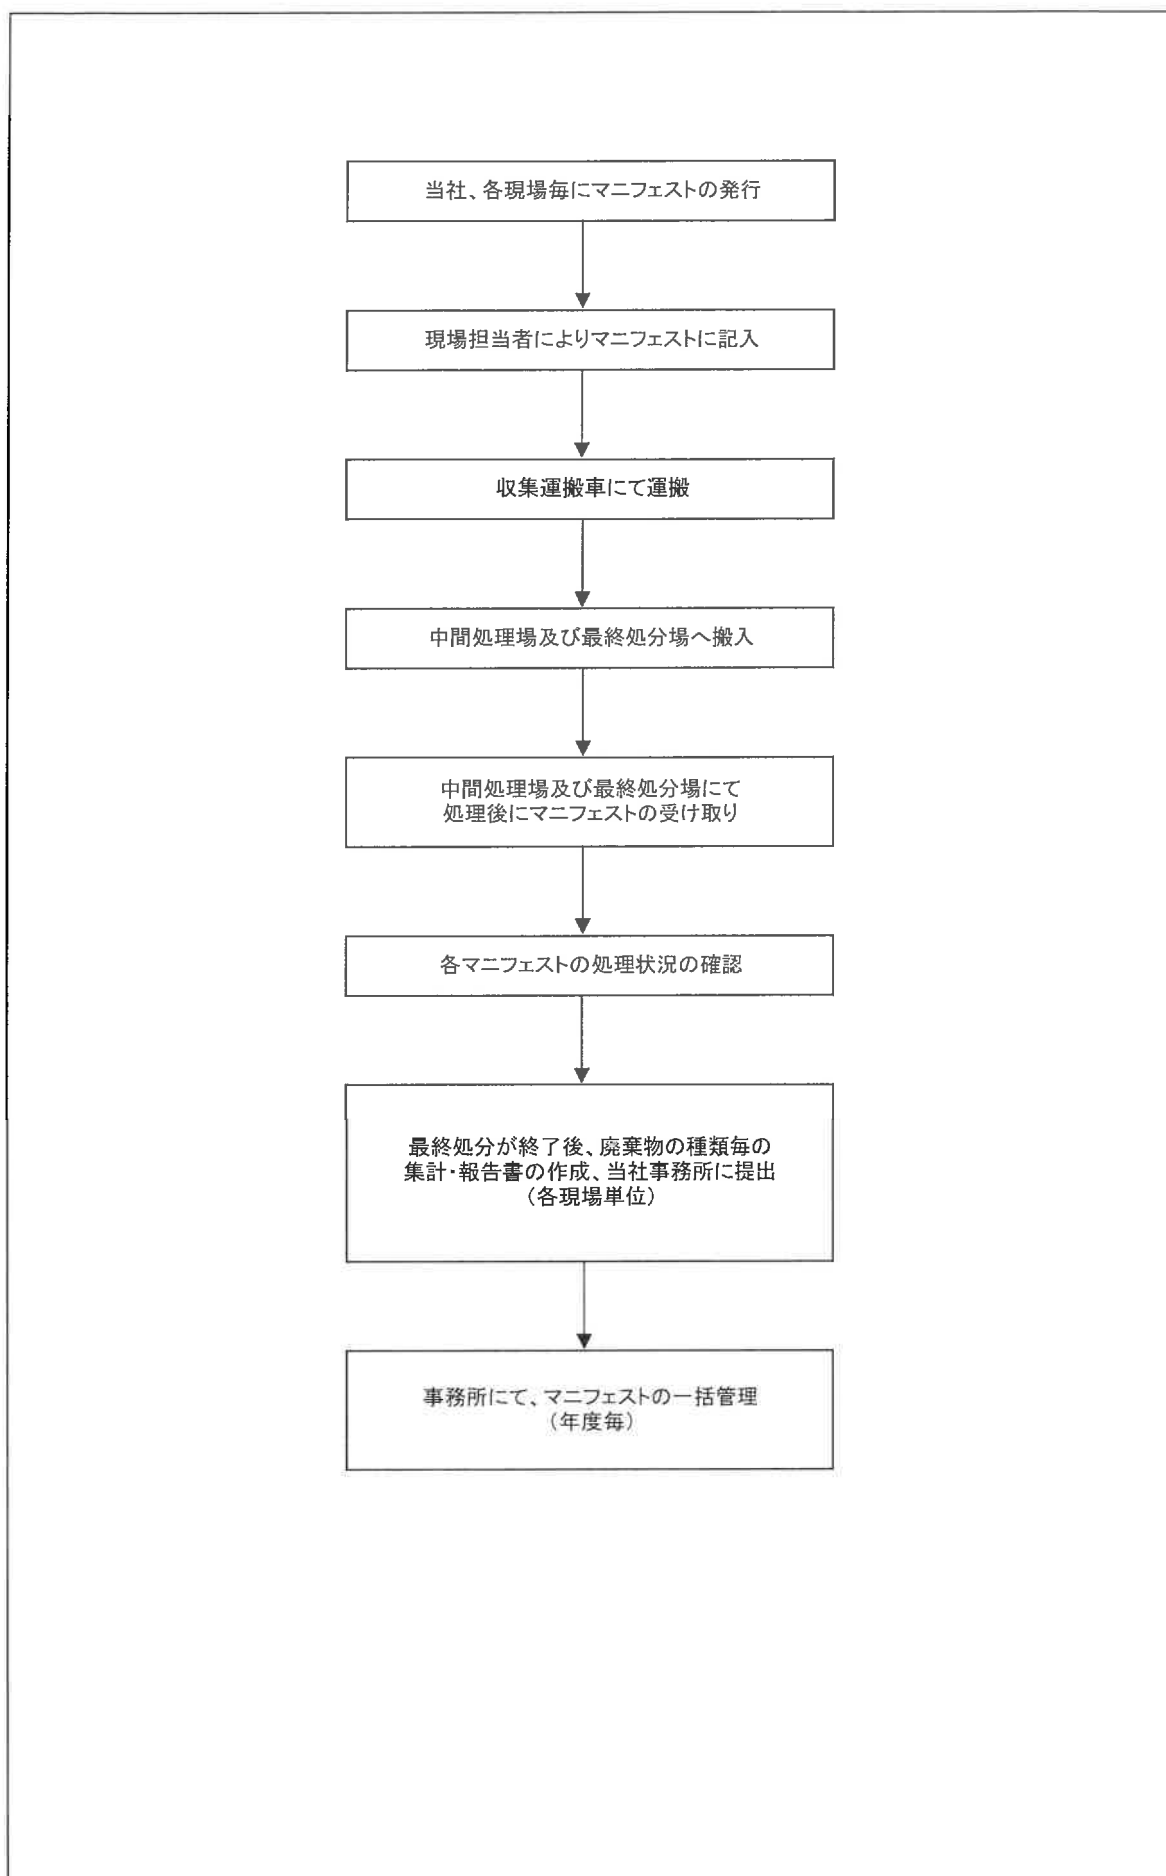 当社、各現場毎にマニフェストの発行
現場担当者によりマニフェストに記入
収集運搬車にて運搬
中間処理場及び最終処分場へ搬入
中間処理場及び最終処分場にて
処理後にマニフェストの受け取り
各マニフェストの処理状況の確認
最終処分が終了後、廃棄物の種類毎の
集計・報告書の作成、当社事務所に提出
（各現場単位）
事務所にて、マニフェストの一括管理
（年度毎）